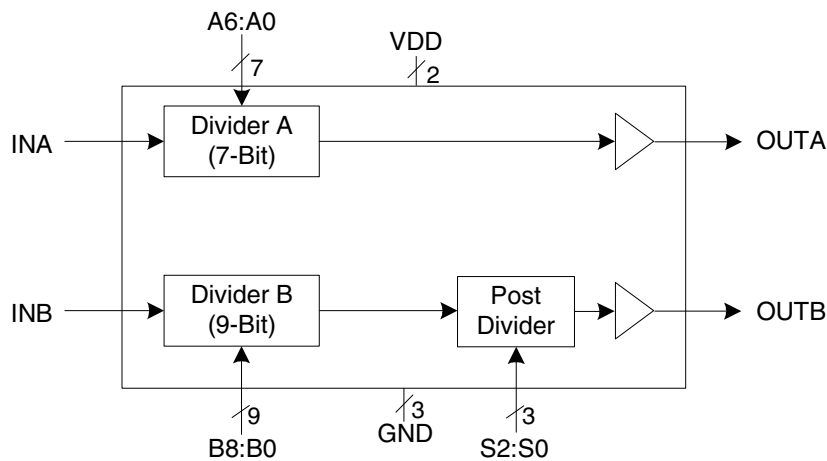 A6:A0
7
VDD
2
INA
Divider A
(7-Bit)
OUTA
INB
Divider B
(9-Bit)
Post
Divider
OUTB
9
B8:B0
3
GND
3
S2:S0